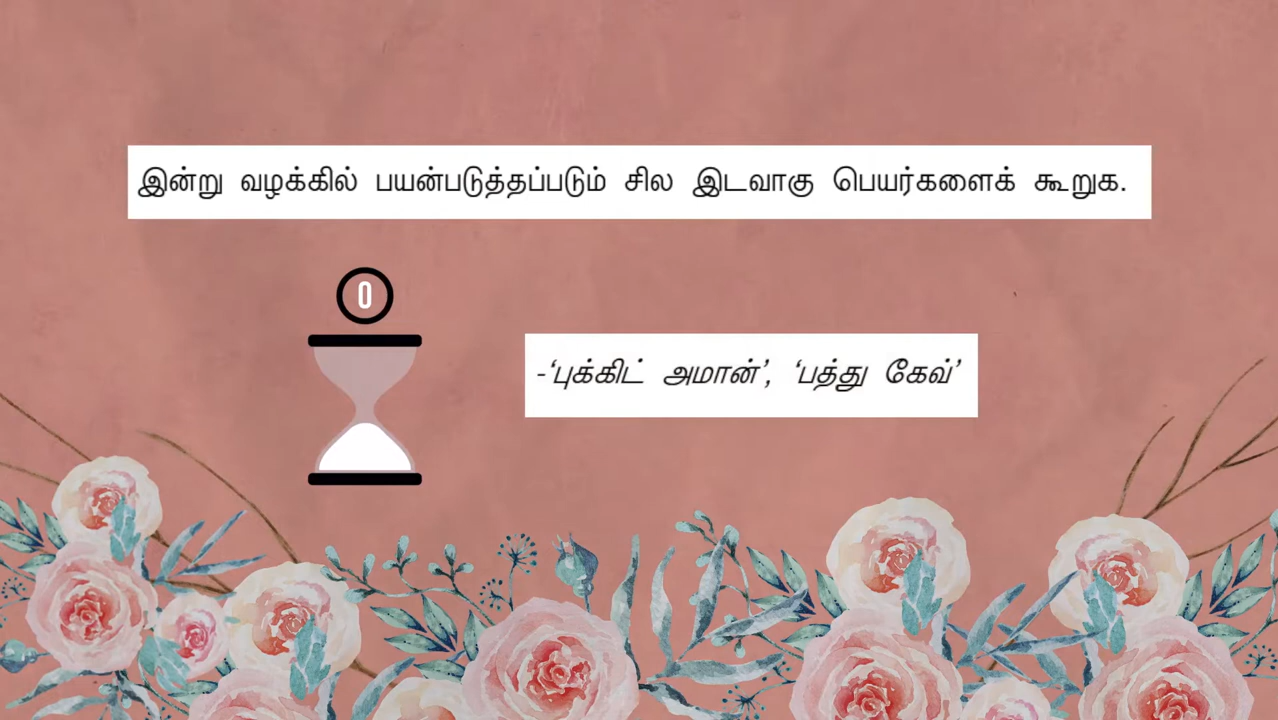 இன்று வழக்கில் பயன்படுத்தப்படும் சில இடவாகு பெயர்களைக் கூறுக.
0
-‘புக்கிட் அமான்’, ‘பத்து கேவ்’